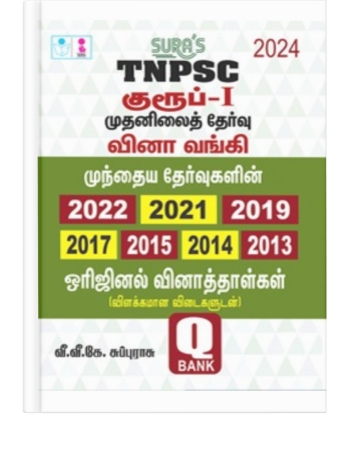 SURA'S
2024
TNPSC
குரூப்-I
முதனிலைத் தேர்வு
வினா வங்கி
முந்தைய தேர்வுகளின்
2022 2021 2019
2017 2015 2014 2013
ஒரிஜினல் வினாத்தாள்கள்
(விளக்கமான விடைகளுடன்)
வீ.வீ.கே. சுப்புராசு
Q
BANK